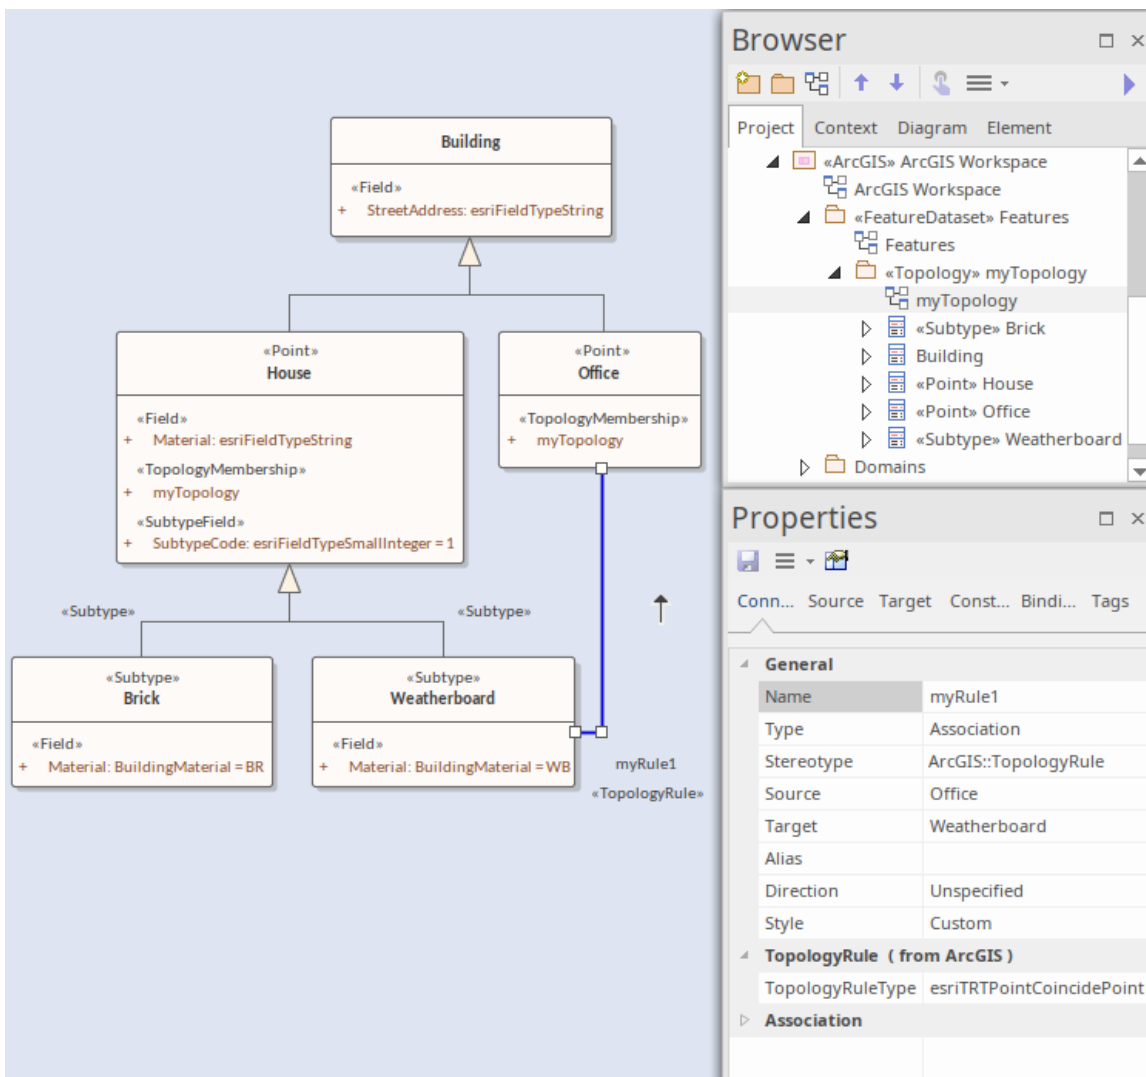 Building
«Field»
+ StreetAddress: esriFieldTypeString
«Point»
House
«Field»
+ Material: esriFieldTypeString
«TopologyMembership»
+ myTopology
«SubtypeField»
+ SubtypeCode: esriFieldTypeSmallInteger = 1
«Point»
Office
«TopologyMembership»
+ myTopology
«Subtype»
«Subtype»
«Subtype»
Brick
«Field»
+ Material: BuildingMaterial = BR
«Subtype»
Weatherboard
«Field»
+ Material: BuildingMaterial = WB
myRule1
«TopologyRule»
Browser
Project Context Diagram Element
«ArcGIS» ArcGIS Workspace
ArcGIS Workspace
«FeatureDataset» Features
Features
«Topology» myTopology
myTopology
«Subtype» Brick
Building
«Point» House
«Point» Office
«Subtype» Weatherboard
Domains
Properties
Conn... Source Target Const... Bindi... Tags
General
Name myRule1
Type Association
Stereotype ArcGIS::TopologyRule
Source Office
Target Weatherboard
Alias
Direction Unspecified
Style Custom
TopologyRule ( from ArcGIS )
TopologyRuleType esriTRTPointCoincidePoint
Association